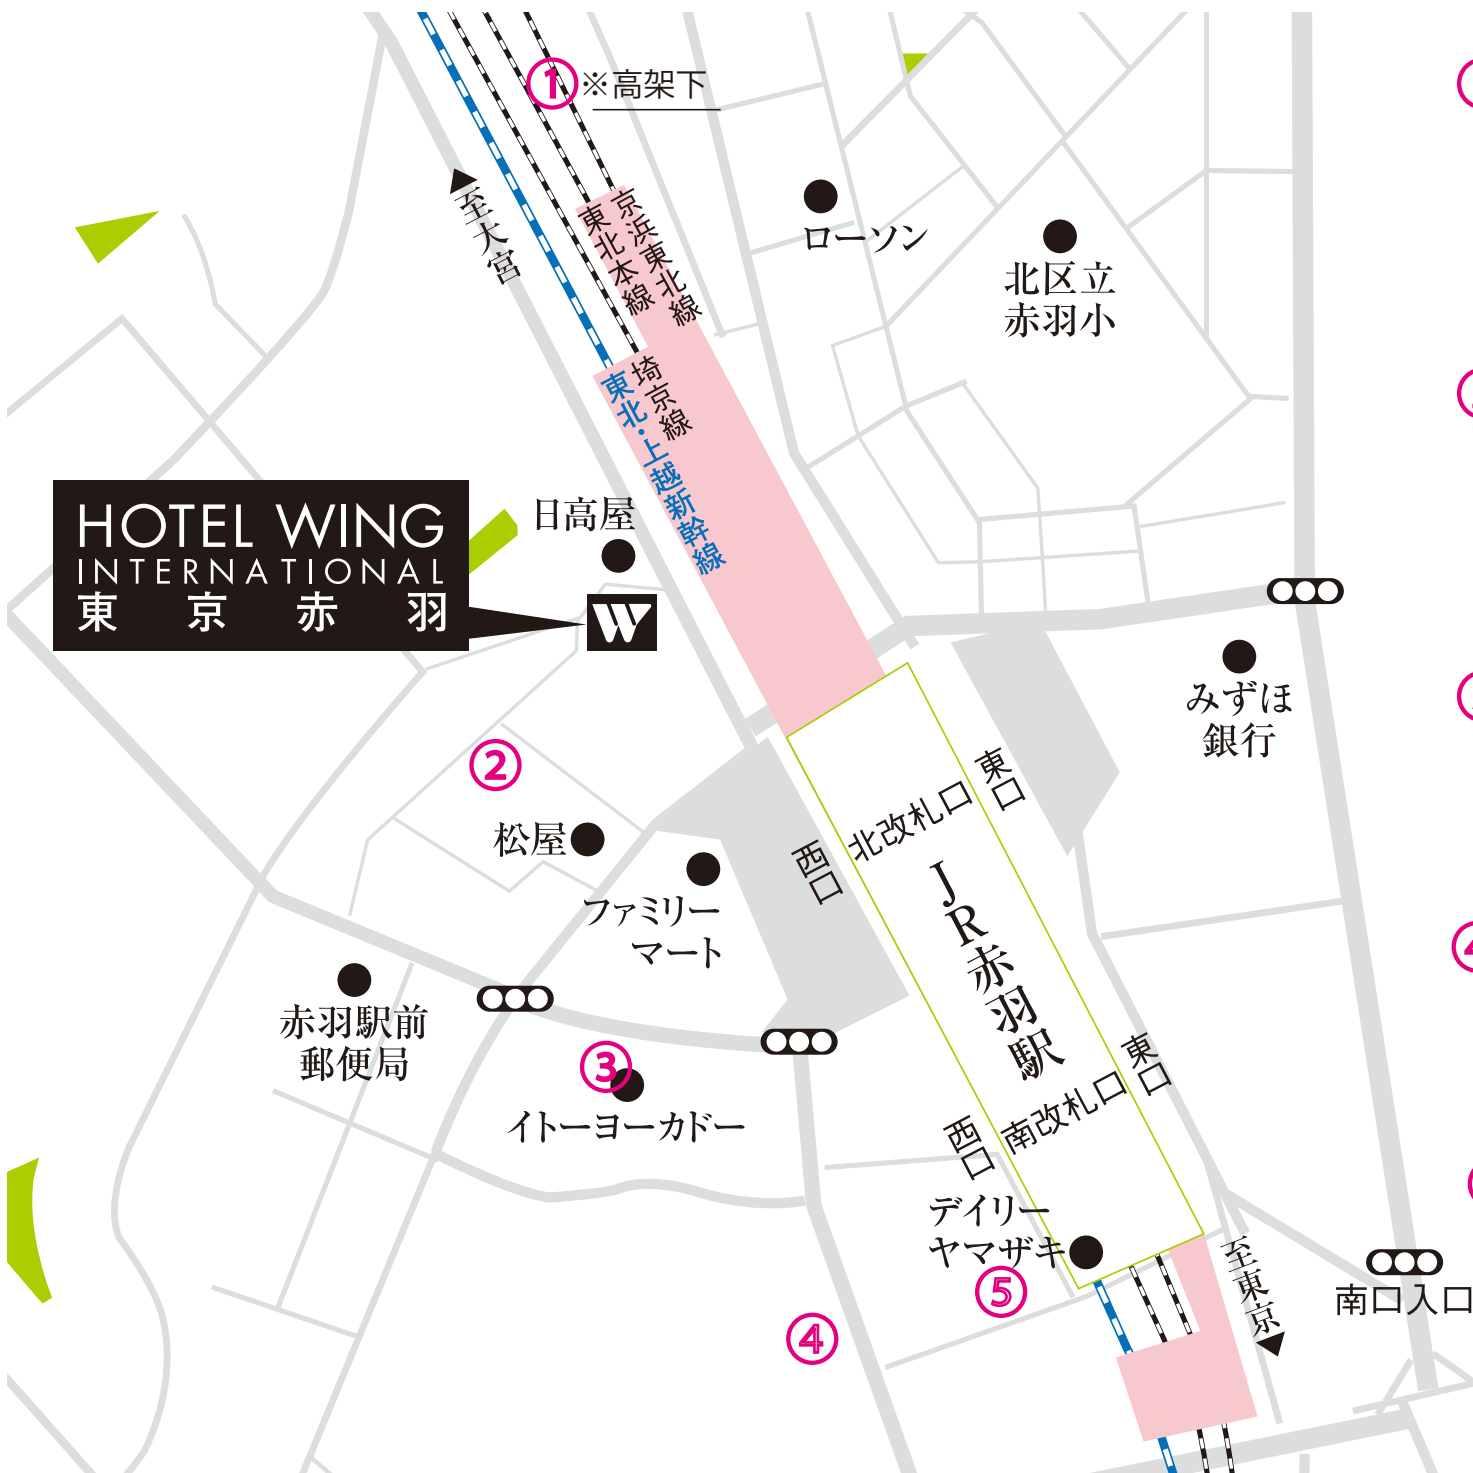 ① ※高架下
至大宮
京浜東北線
東北本線
埼京線
東北・上越新幹線
ローソン
北区立
赤羽小
HOTEL WING
INTERNATIONAL
東京赤羽
日高屋
W
みずほ
銀行
②
松屋
ファミリー
マート
東口
北改札口
西口
JR赤羽駅
東口
南改札口
西口
赤羽駅前
郵便局
③
イトーヨーカドー
デイリー
ヤマザキ
⑤
④
至東京
南口入口